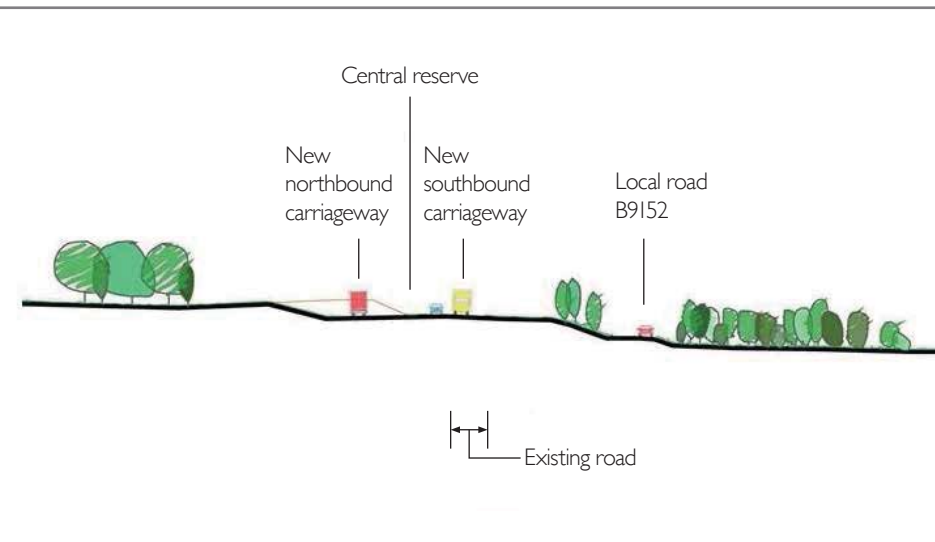 Central reserve
New
northbound
carriageway
New
southbound
carriageway
Local road
B9152
Existing road